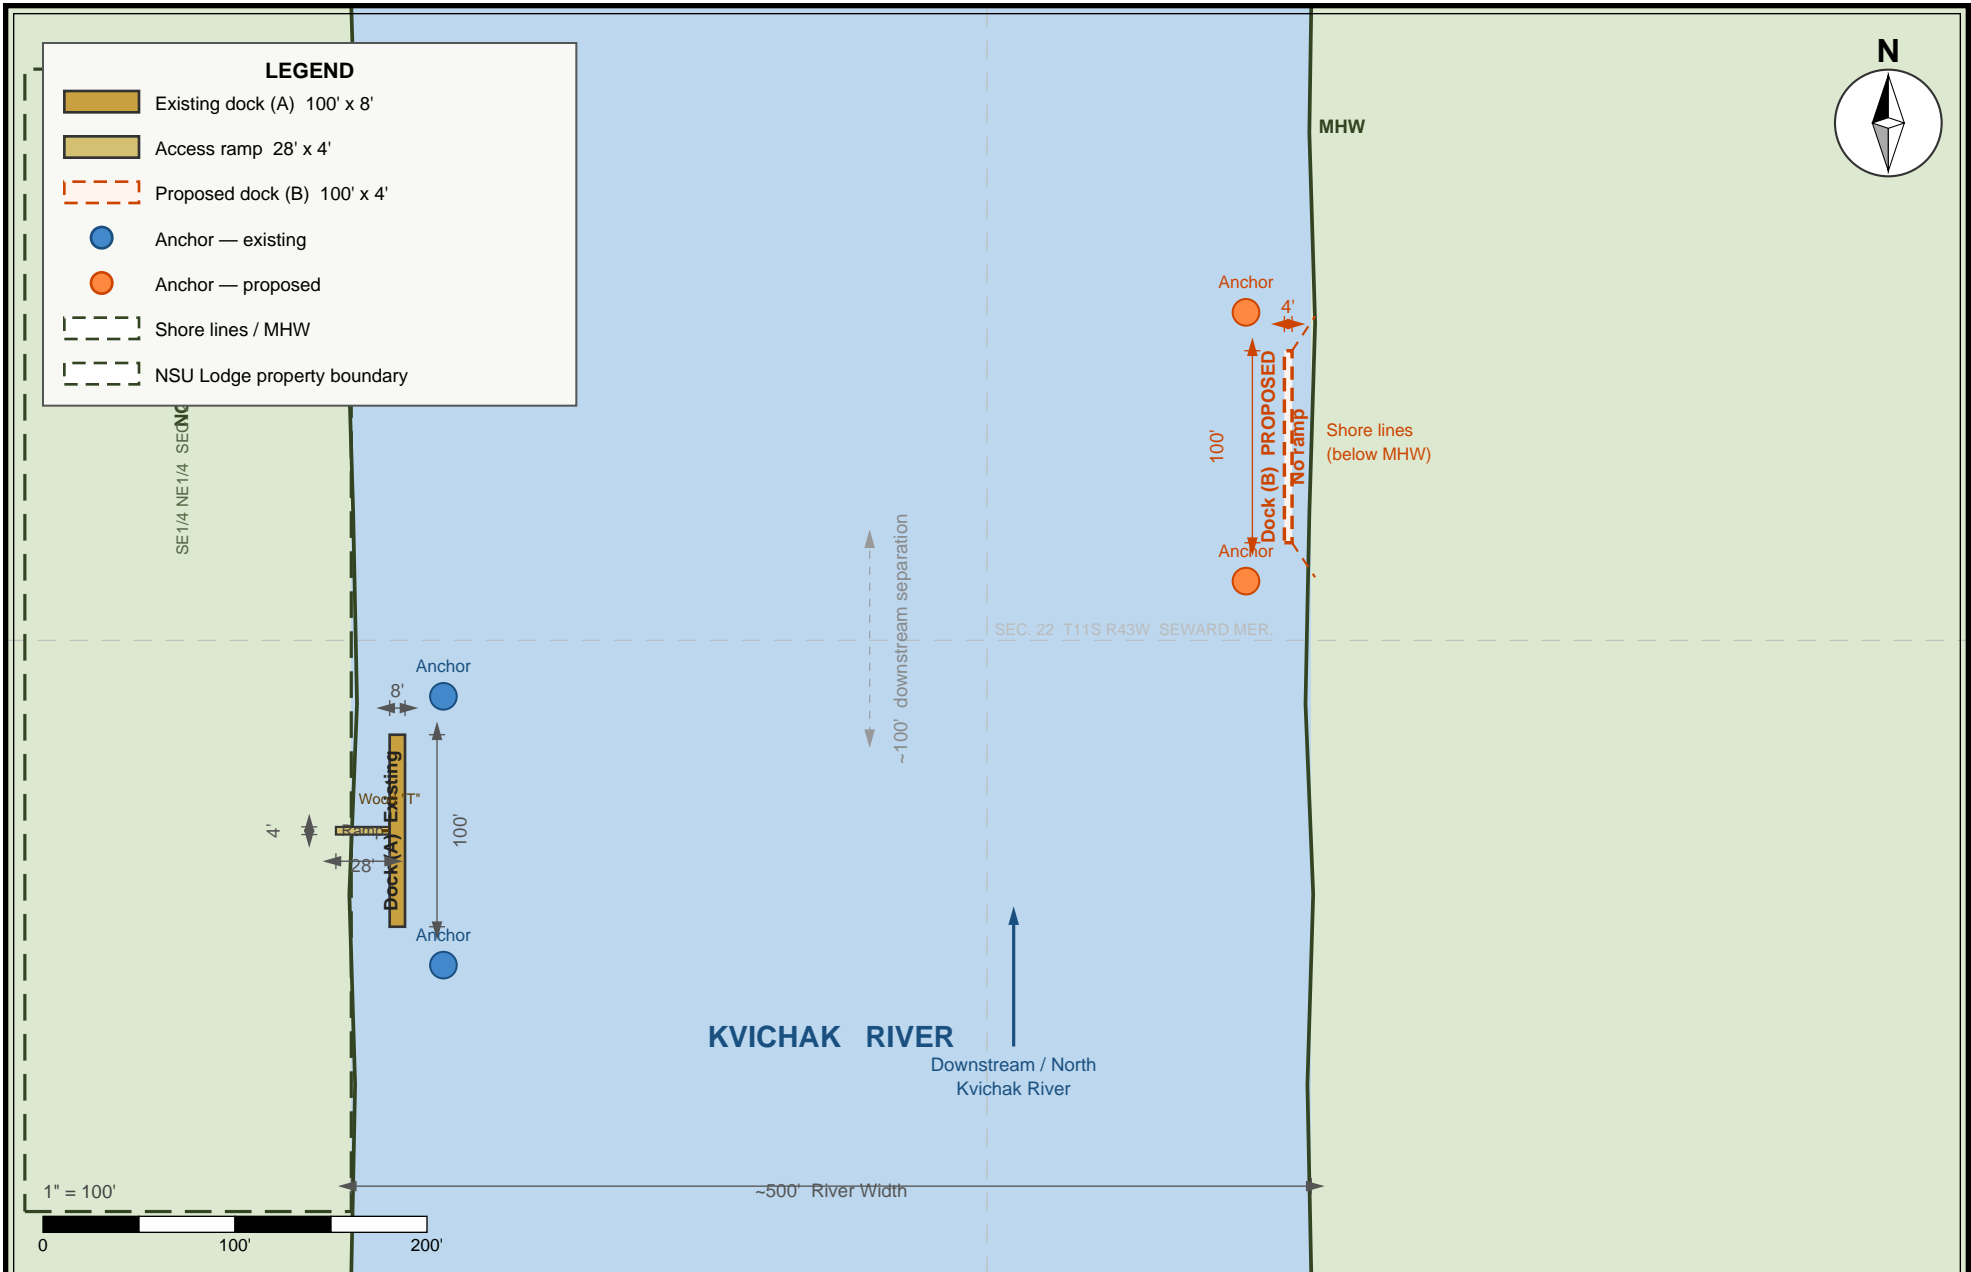 LEGEND
Existing dock (A)  100' x 8'
Access ramp  28' x 4'
Proposed dock (B)  100' x 4'
Anchor — existing
Anchor — proposed
Shore lines / MHW
NSU Lodge property boundary
N
MHW
SE1/4 NE1/4
Anchor
4'
100'
Dock (B)  PROPOSED
No ramp
Shore lines
(below MHW)
Anchor
~100'  downstream separation
SEC. 22  T11S R43W  SEWARD MER.
Anchor
8'
Dock (A)  Existing
Wood "T"
Ramp
4'
28'
100'
Anchor
KVICHAK   RIVER
Downstream / North
Kvichak River
~500'  River Width
1" = 100'
0
100'
200'